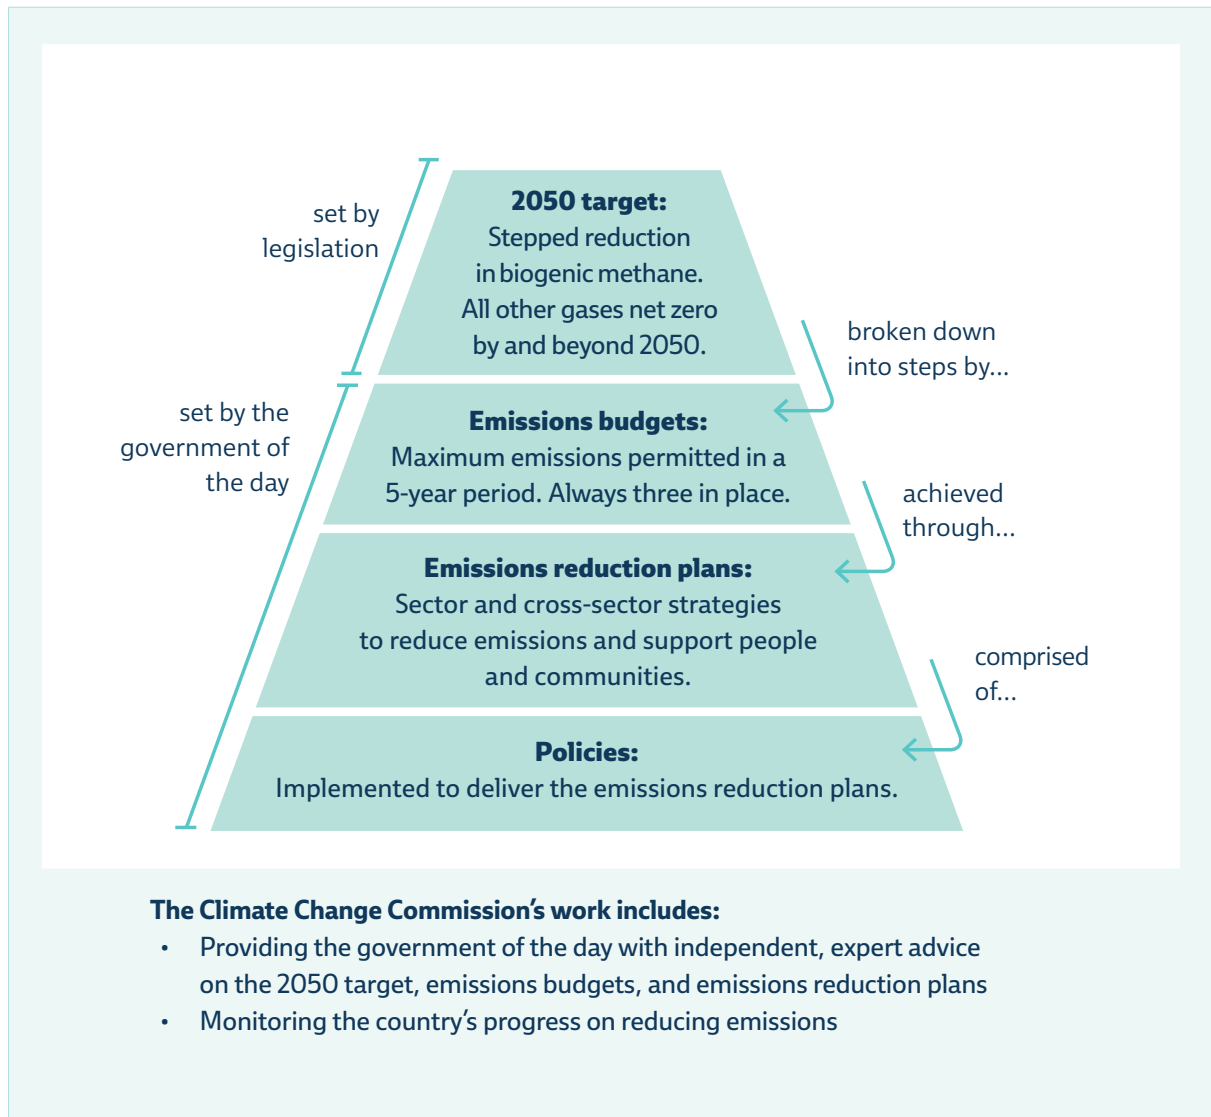 set by
legislation
2050 target:
Stepped reduction
in biogenic methane.
All other gases net zero
by and beyond 2050.
broken down
into steps by...
set by the
government of
the day
Emissions budgets:
Maximum emissions permitted in a
5-year period. Always three in place.
achieved
through...
Emissions reduction plans:
Sector and cross-sector strategies
to reduce emissions and support people
and communities.
comprised
of...
Policies:
Implemented to deliver the emissions reduction plans.
The Climate Change Commission’s work includes:
• Providing the government of the day with independent, expert advice
on the 2050 target, emissions budgets, and emissions reduction plans
• Monitoring the country’s progress on reducing emissions